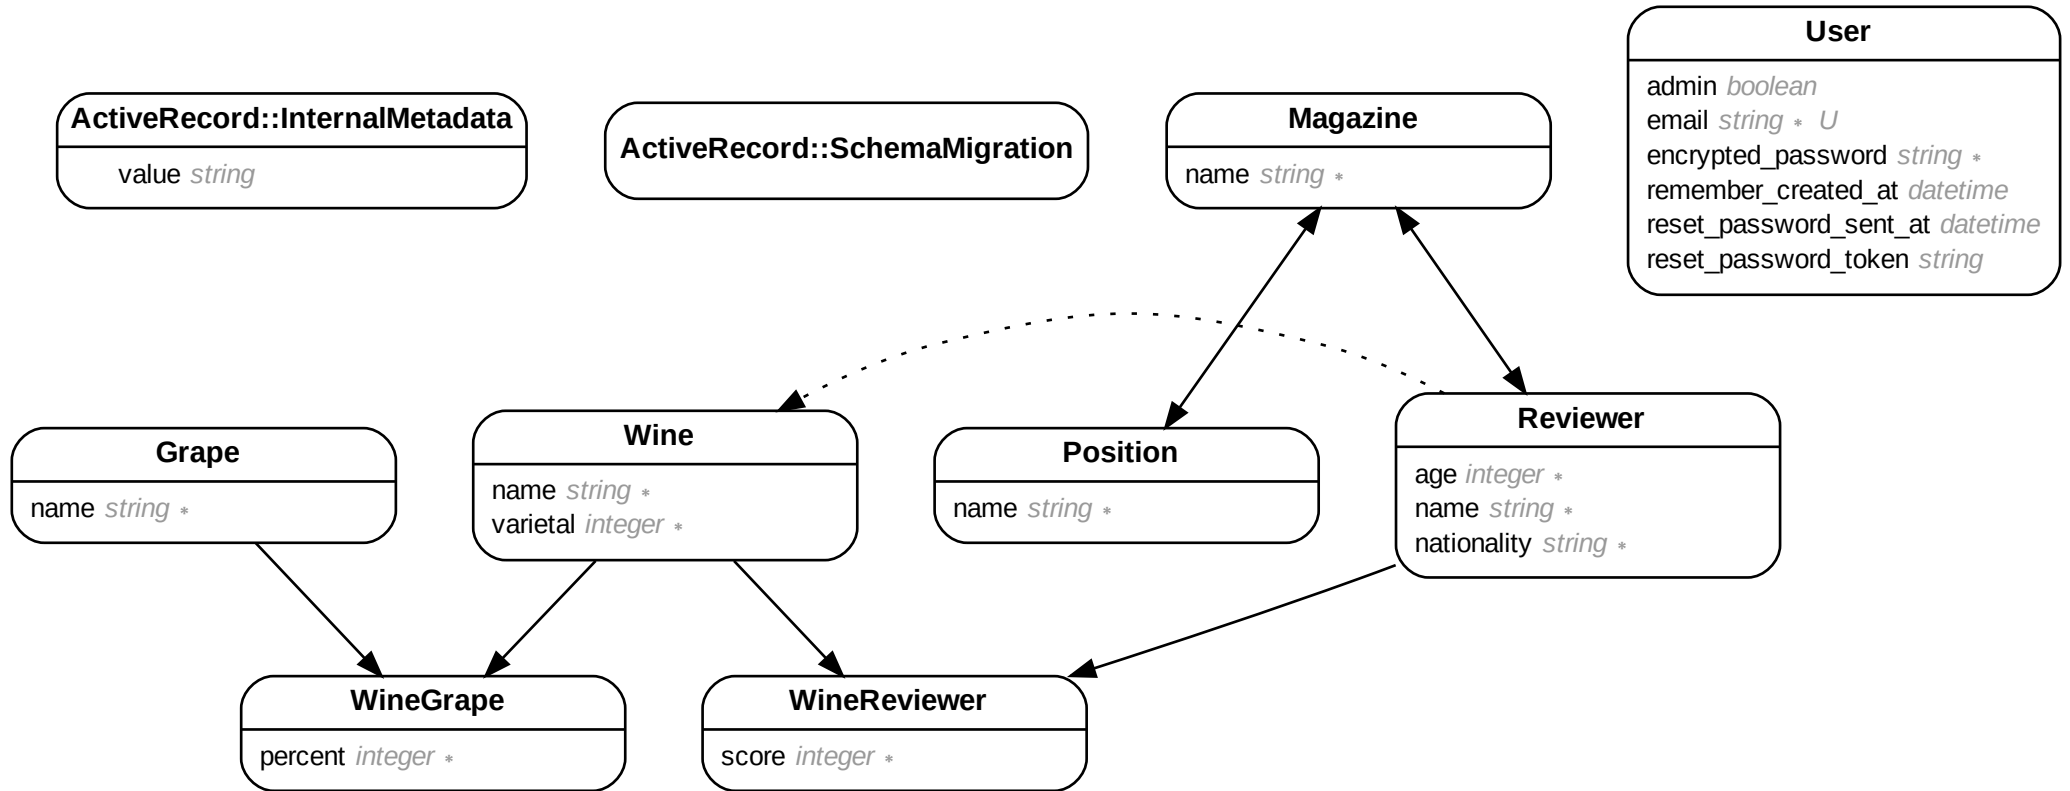 User
admin boolean
email string * U
encrypted_password string *
remember_created_at datetime
reset_password_sent_at datetime
reset_password_token string
ActiveRecord::InternalMetadata
value string
ActiveRecord::SchemaMigration
Magazine
name string *
Grape
name string *
Wine
name string *
varietal integer *
Position
name string *
Reviewer
age integer *
name string *
nationality string *
WineGrape
percent integer *
WineReviewer
score integer *